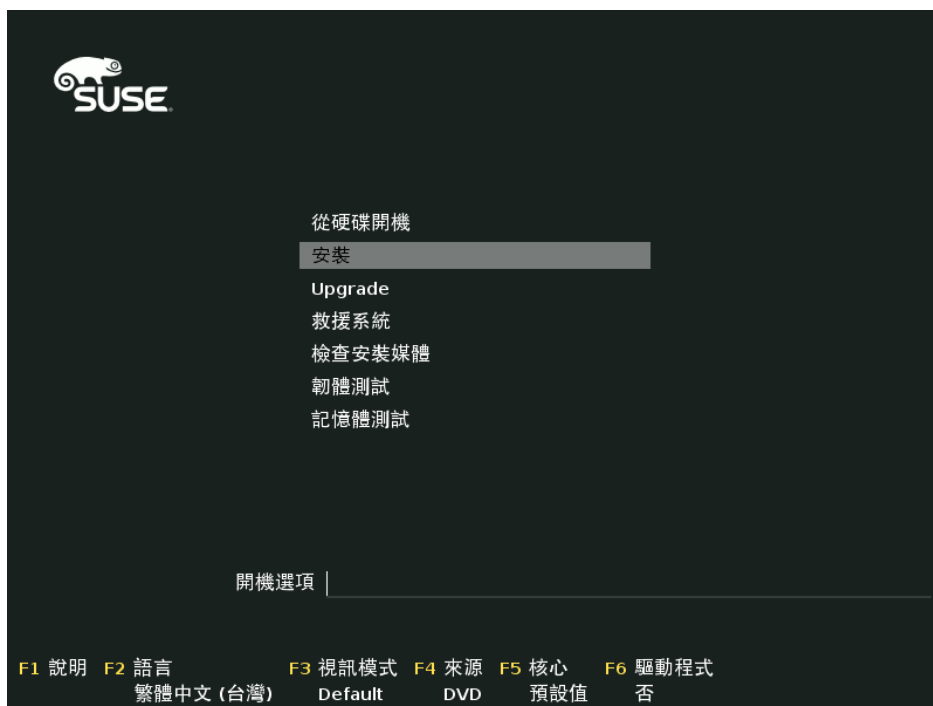 SUSE.
從硬碟開機
安裝
Upgrade
救援系統
檢查安裝媒體
韌體測試
記憶體測試
開機選項
F1 說明 F2 語言 F3 視訊模式 F4 來源 F5 核心 F6 驅動程式
繁體中文 (台灣) Default DVD 預設值 否